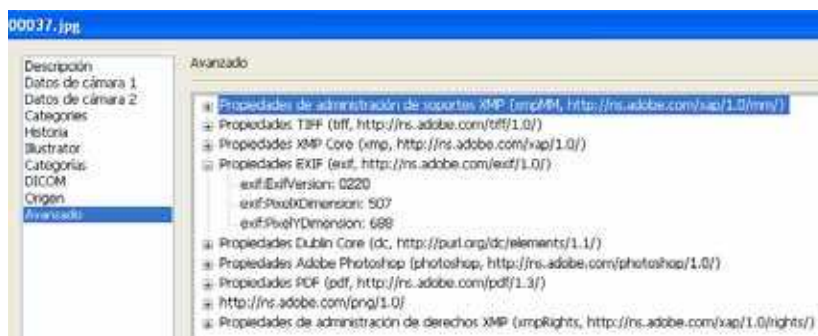 00037.jpg
Descripción
Datos de cámara 1
Datos de cámara 2
Categories
Historia
Illustrator
Categorías
DICOM
Origen
Avanzado
Avanzado
Propiedades de administración de soportes XMP (xmpMM, http://ns.adobe.com/xap/1.0/mm/)
Propiedades TIFF (tiff, http://ns.adobe.com/tiff/1.0/)
Propiedades XMP Core (xmp, http://ns.adobe.com/xap/1.0/)
Propiedades EXIF (exif, http://ns.adobe.com/exif/1.0/)
exif:ExifVersion: 0220
exif:PixelXDimension: 507
exif:PixelYDimension: 688
Propiedades Dublin Core (dc, http://purl.org/dc/elements/1.1/)
Propiedades Adobe Photoshop (photoshop, http://ns.adobe.com/photoshop/1.0/)
Propiedades PDF (pdf, http://ns.adobe.com/pdf/1.3/)
http://ns.adobe.com/png/1.0/
Propiedades de administración de derechos XMP (xmpRights, http://ns.adobe.com/xap/1.0/rights/)